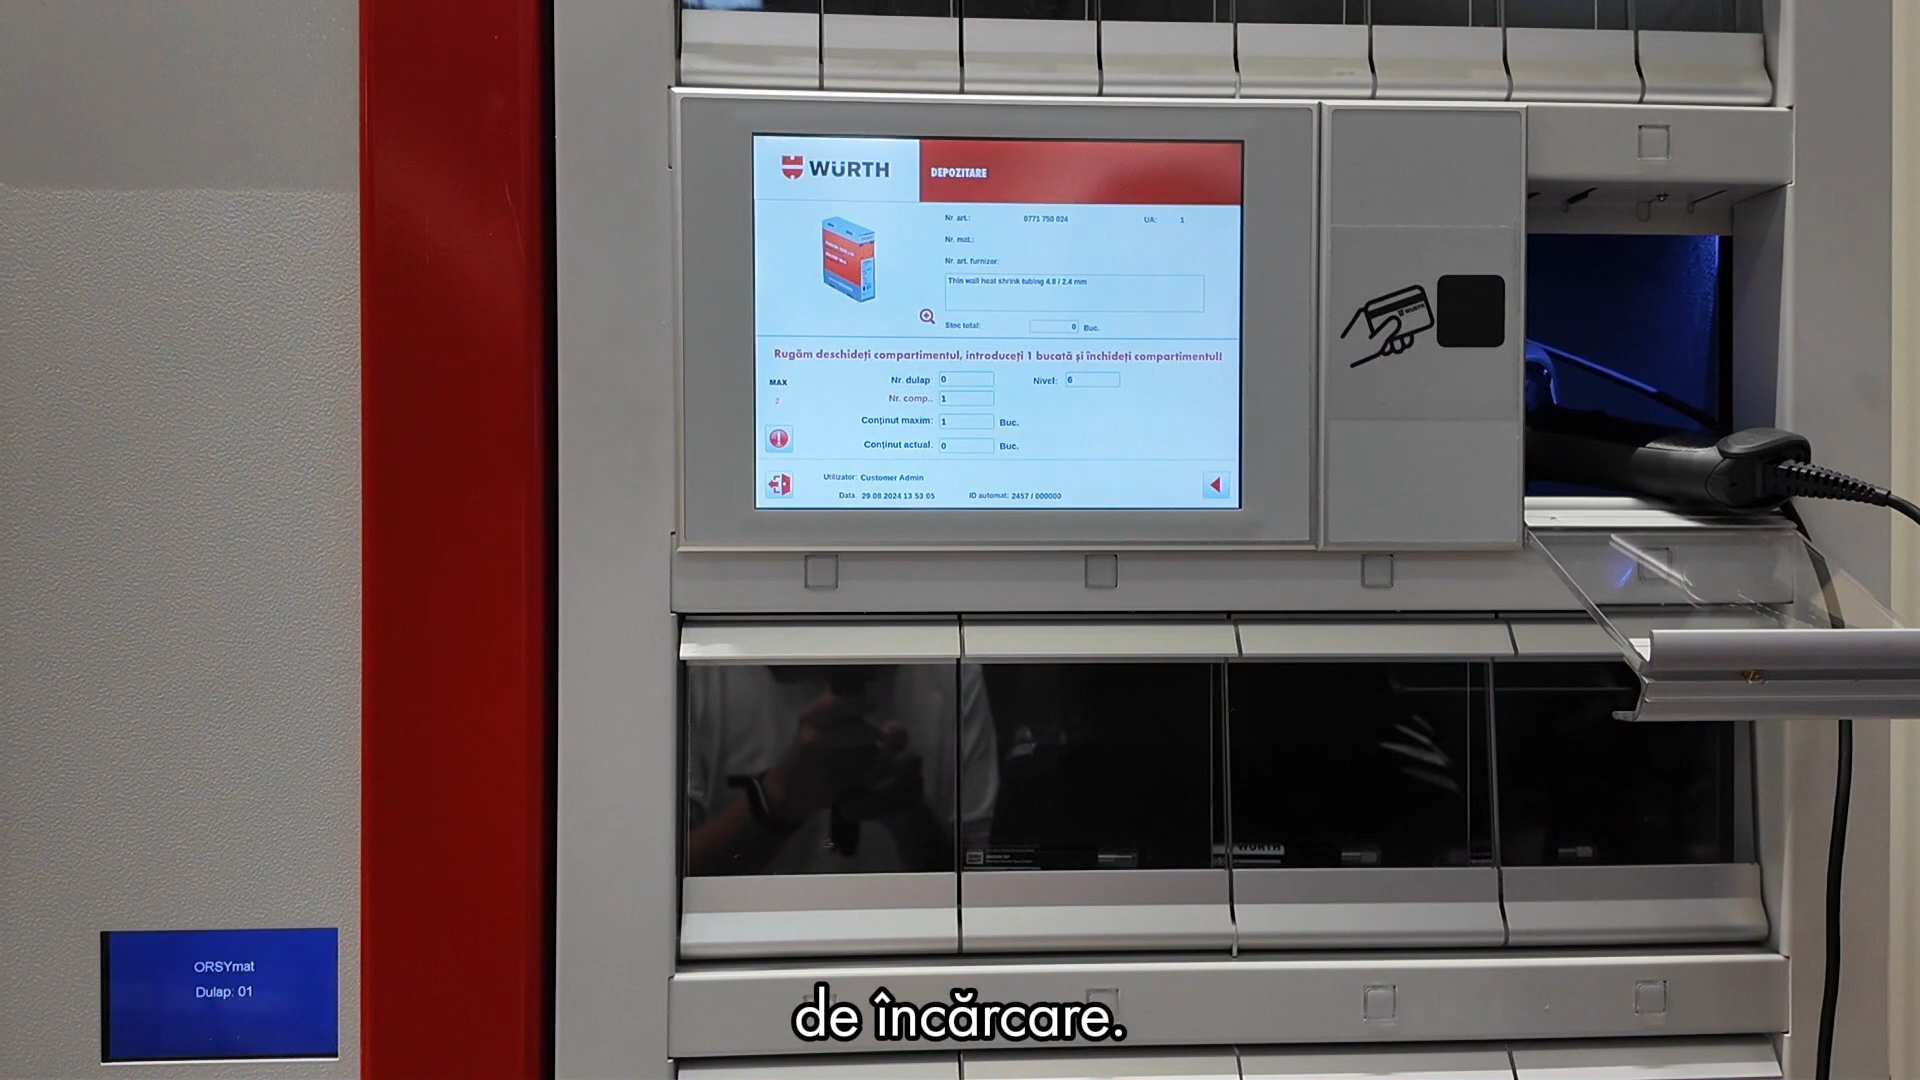 WÜRTH
DEPOZITARE
Nr. art.: 0771 750 024 UA: 1
Nr. mat.:
Nr. art. furnizor:
Thin wall heat shrink tubing 4.8 / 2.4 mm
Stoc total: 0 Buc.
Rugăm deschideți compartimentul, introduceți 1 bucată și închideți compartimentul!
MAX
2
Nr. dulap 0 Nivel: 6
Nr. comp.. 1
Conținut maxim: 1 Buc.
Conținut actual. 0 Buc.
Utilizator: Customer Admin
Data. 29.08.2024 13 53 05 ID automat: 2457 / 000000
WÜRTH
WÜRTH
ORSYmat
Dulap: 01
de încărcare.